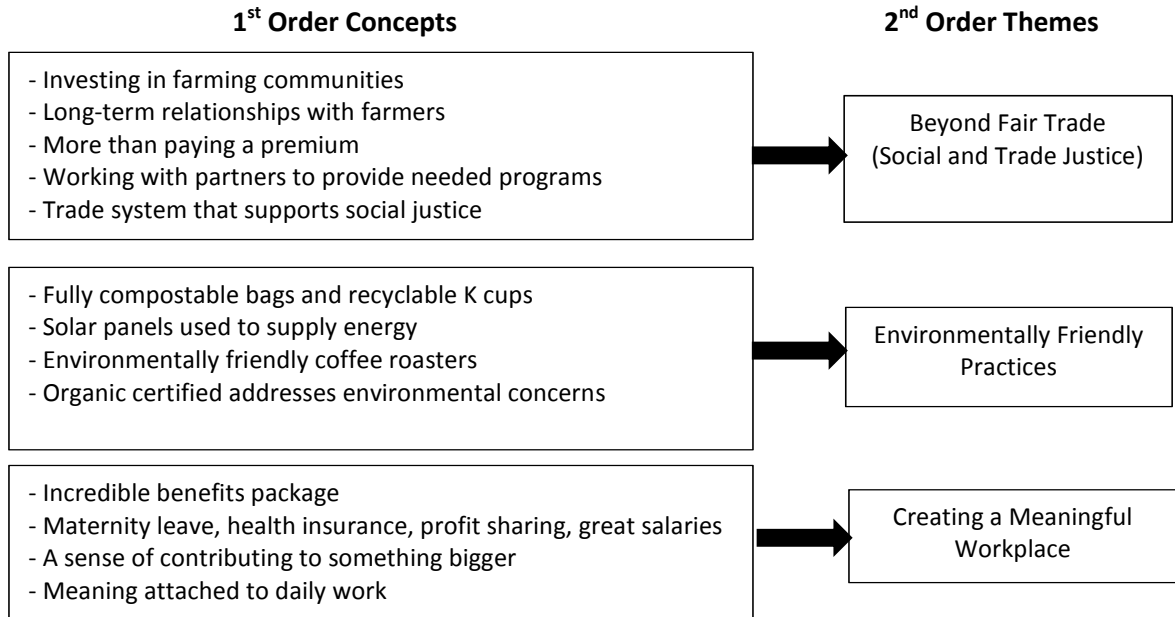 1st Order Concepts
2nd Order Themes
- Investing in farming communities
- Long-term relationships with farmers
- More than paying a premium
- Working with partners to provide needed programs
- Trade system that supports social justice
Beyond Fair Trade
(Social and Trade Justice)
- Fully compostable bags and recyclable K cups
- Solar panels used to supply energy
- Environmentally friendly coffee roasters
- Organic certified addresses environmental concerns
Environmentally Friendly
Practices
- Incredible benefits package
- Maternity leave, health insurance, profit sharing, great salaries
- A sense of contributing to something bigger
- Meaning attached to daily work
Creating a Meaningful
Workplace